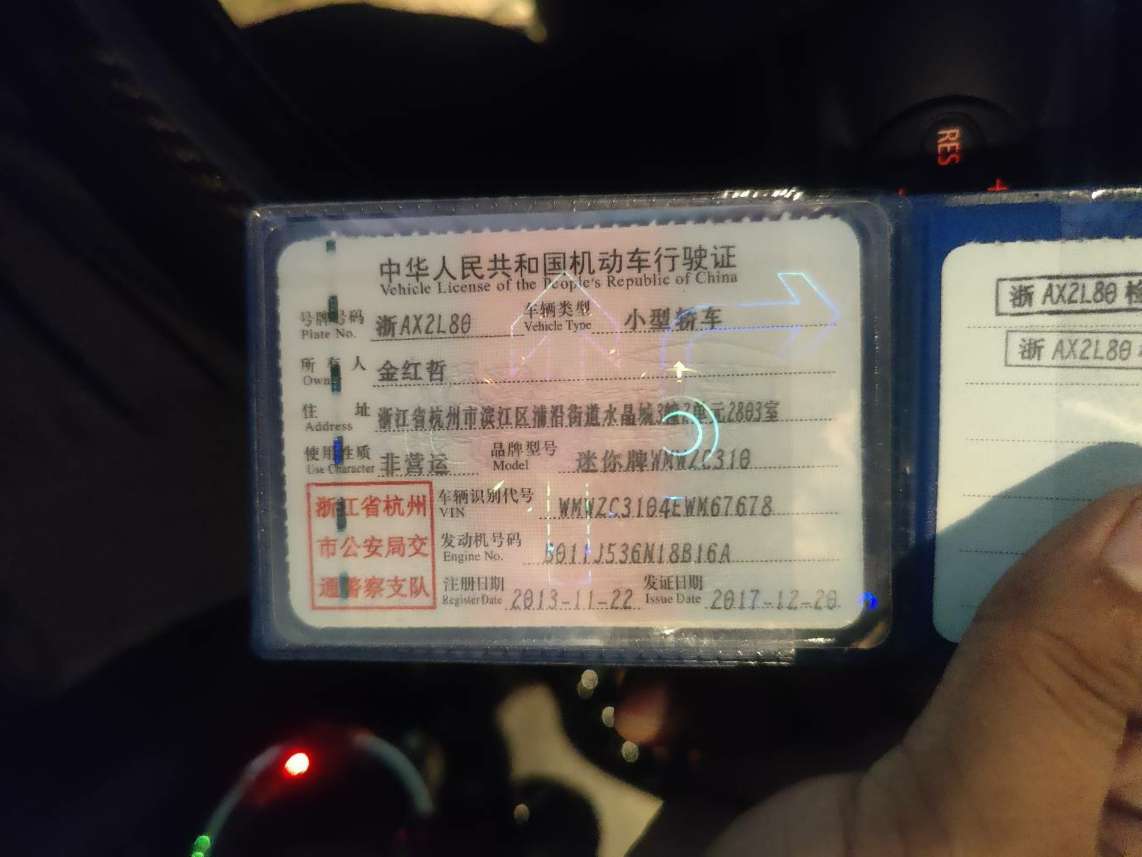 中华人民共和国机动车行驶证
Vehicle License of the People's Republic of China
号牌号码 Plate No. 浙AX2L80 车辆类型 Vehicle Type 小型轿车
所有人 Owner 金红哲
住址 Address 浙江省杭州市滨江区浦沿街道水晶城3幢2单元2803室
使用性质 Use Character 非营运 品牌型号 Model 迷你牌WMWZC310
车辆识别代号 VIN WMWZC3104EWM67678
发动机号码 Engine No. B011J536N18B16A
注册日期 Register Date 2013-11-22 发证日期 Issue Date 2017-12-20
浙江省杭州
市公安局交
通警察支队
浙 AX2L80 检
浙 AX2L80
RES
+